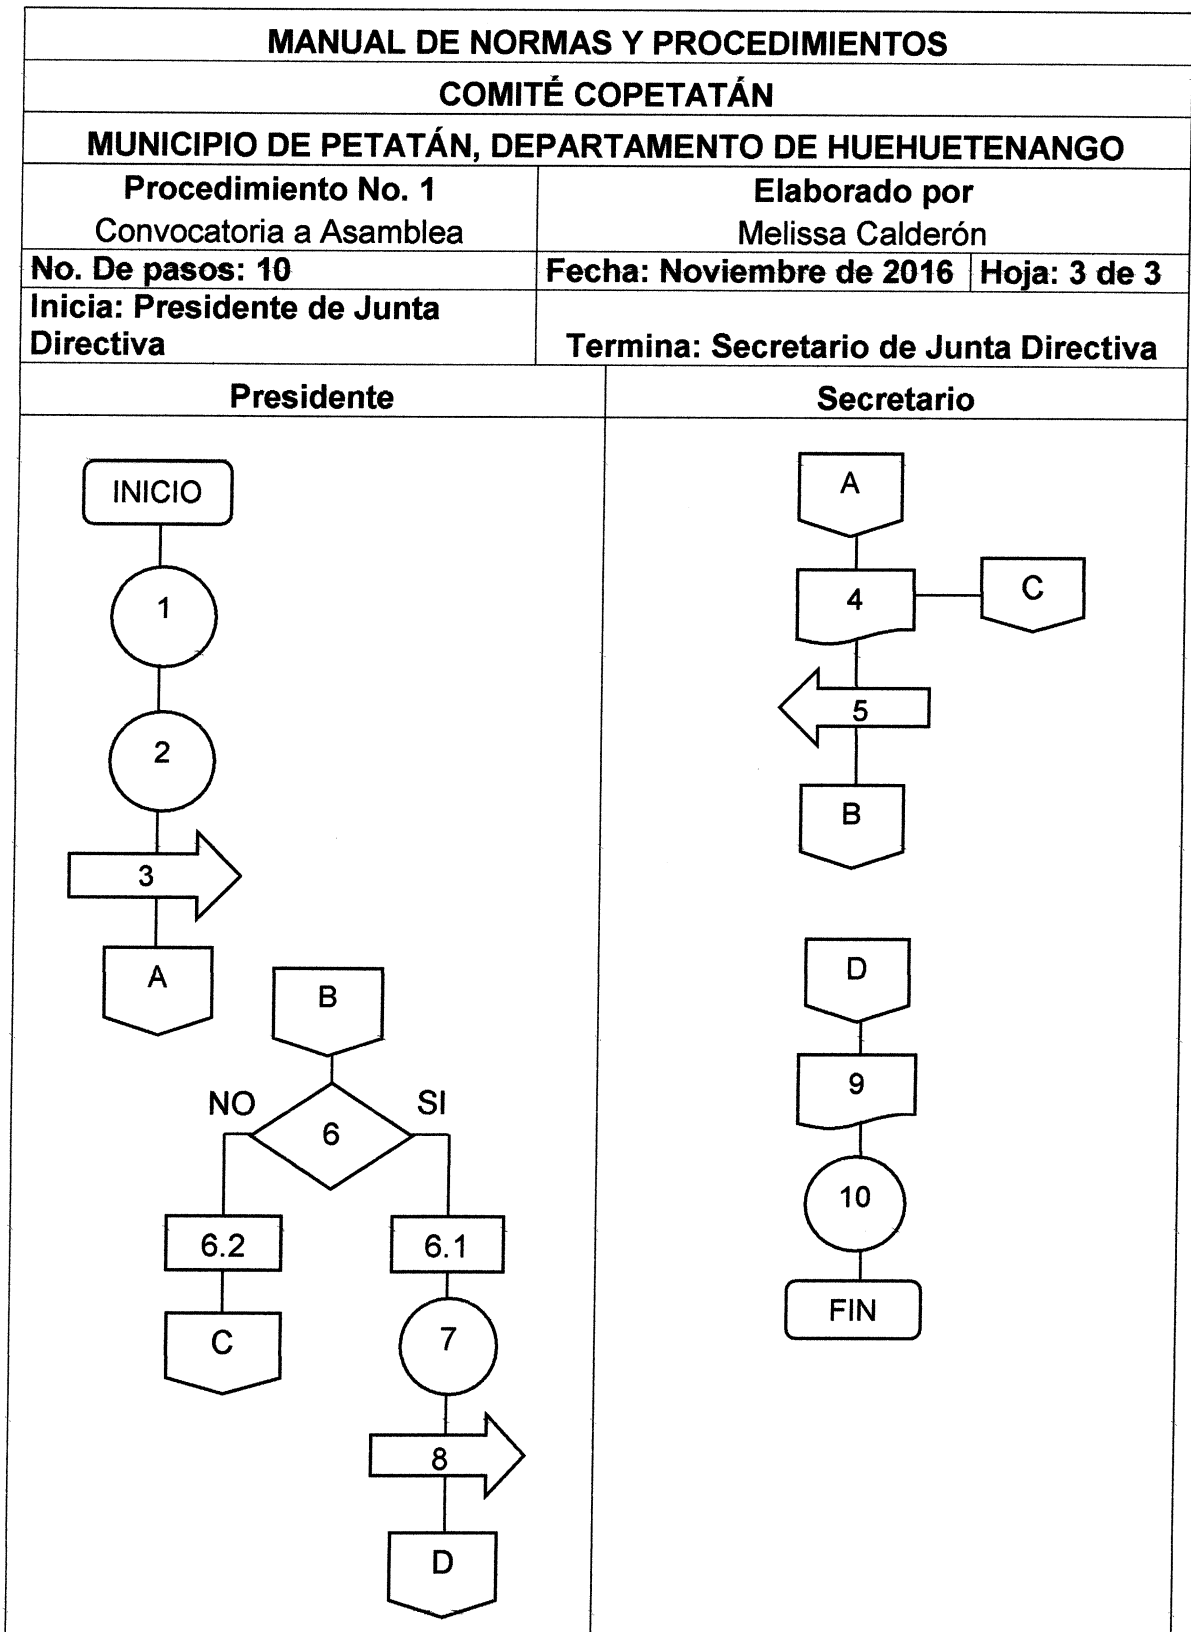 MANUAL DE NORMAS Y PROCEDIMIENTOS
COMITÉ COPETATÁN
MUNICIPIO DE PETATÁN, DEPARTAMENTO DE HUEHUETENANGO
Procedimiento No. 1
Convocatoria a Asamblea
Elaborado por
Melissa Calderón
No. De pasos: 10
Fecha: Noviembre de 2016
Hoja: 3 de 3
Inicia: Presidente de Junta
Directiva
Termina: Secretario de Junta Directiva
Presidente
INICIO
1
2
3
A
B
NO
SI
6
6.2
6.1
C
7
8
D
Secretario
A
4
C
5
B
D
9
10
FIN